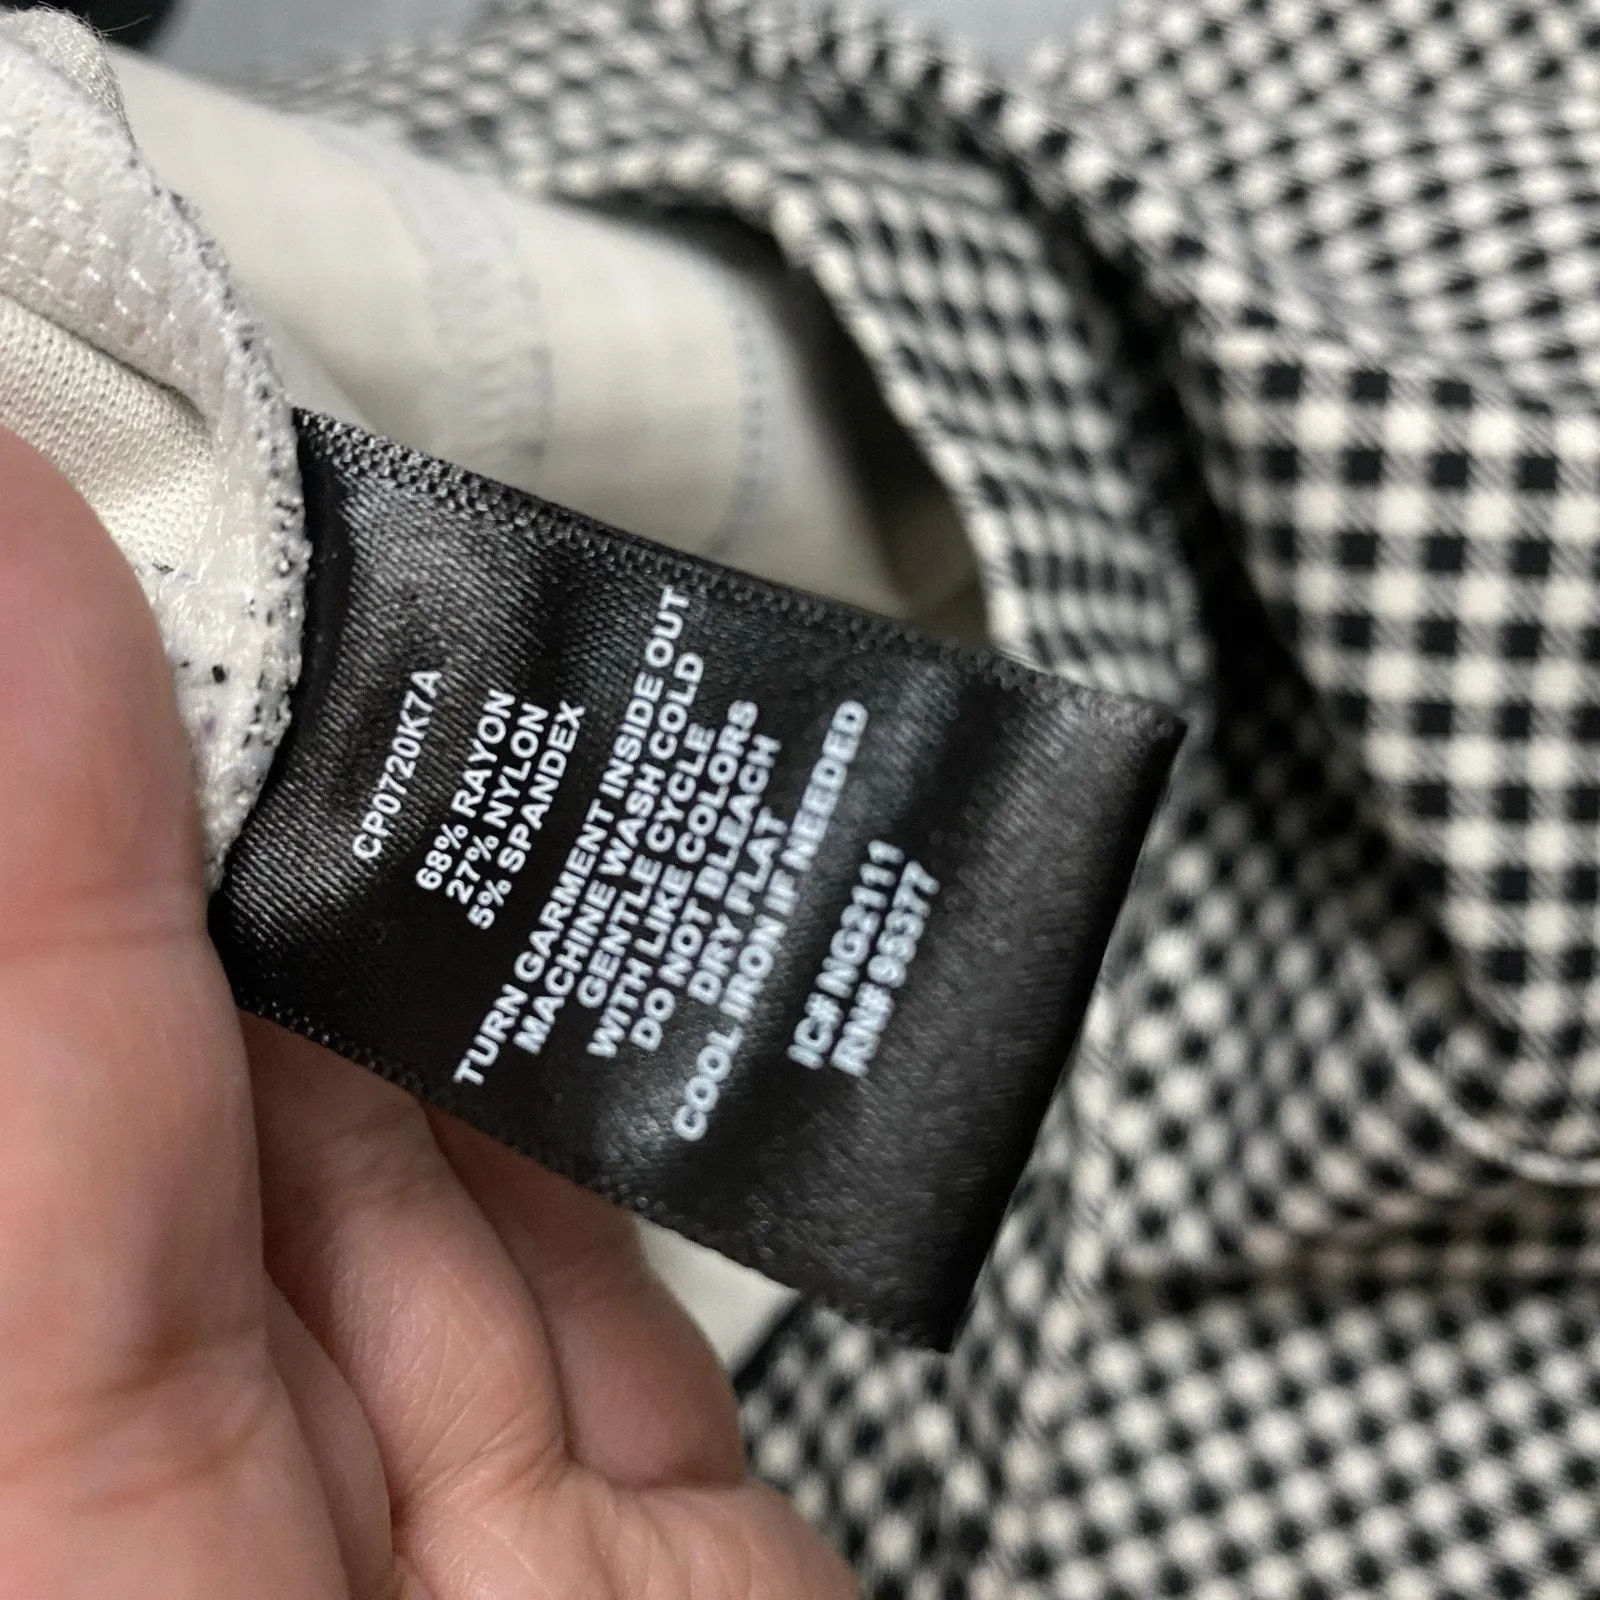 CP0720K7A
68% RAYON
27% NYLON
5% SPANDEX
TURN GARMENT INSIDE OUT
MACHINE WASH COLD
GENTLE CYCLE
WITH LIKE COLORS
DO NOT BLEACH
DRY FLAT
COOL IRON IF NEEDED
IC# NG2111
RN# 95377